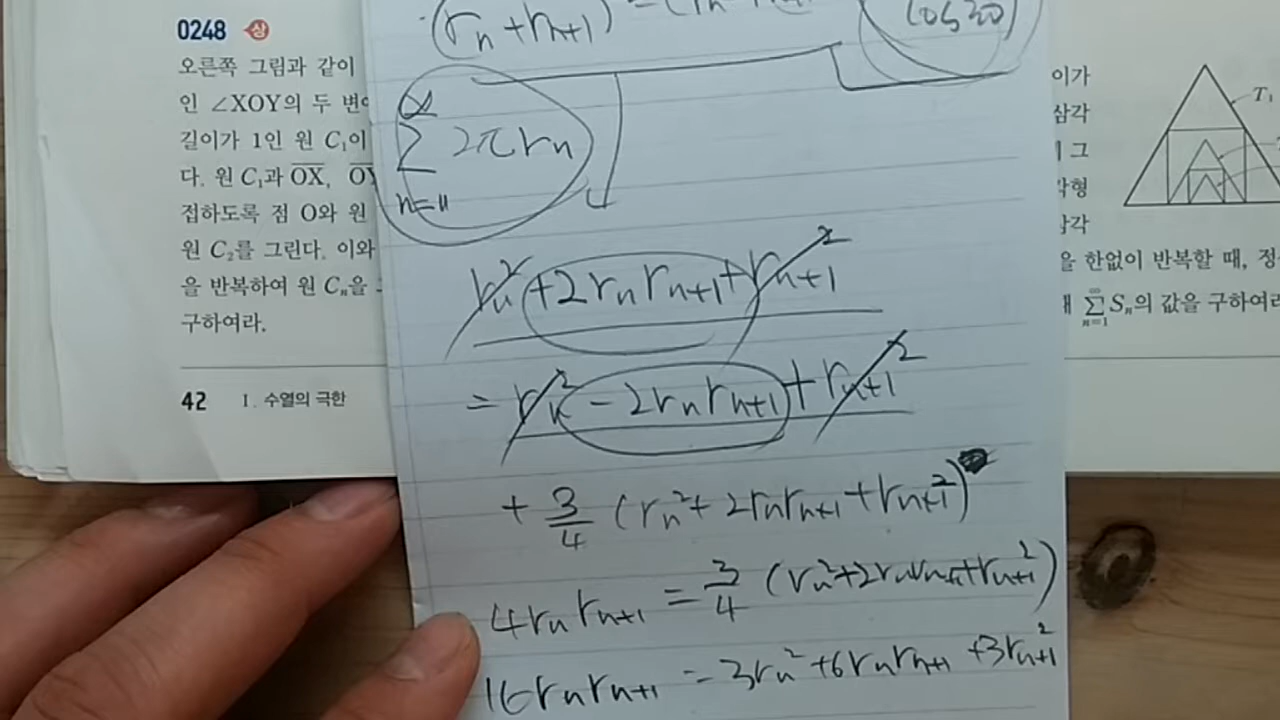 0248 상
오른쪽 그림과 같이
인 ∠XOY의 두 변
길이가 1인 원 C₁이
다. 원 C₁과 OX,
접하도록 점 O와 원
원 C₂를 그린다. 이와
을 반복하여 원 Cₙ을
구하여라.
42 Ⅰ. 수열의 극한
(rₙ+rₙ₊₁)
cos30
∑ 2πrₙ
rₙ²+2rₙrₙ₊₁+rₙ₊₁²
=rₙ²-2rₙrₙ₊₁+rₙ₊₁²
+ 3/4 (rₙ²+2rₙrₙ₊₁+rₙ₊₁²)
4rₙrₙ₊₁ = 3/4 (rₙ²+2rₙrₙ₊₁+rₙ₊₁²)
16rₙrₙ₊₁ = 3rₙ²+6rₙrₙ₊₁+3rₙ₊₁²
이가
삼각
그
각형
삼각
을 한없이 반복할 때, 정
∑Sₙ의 값을 구하여라
n=1
T₁